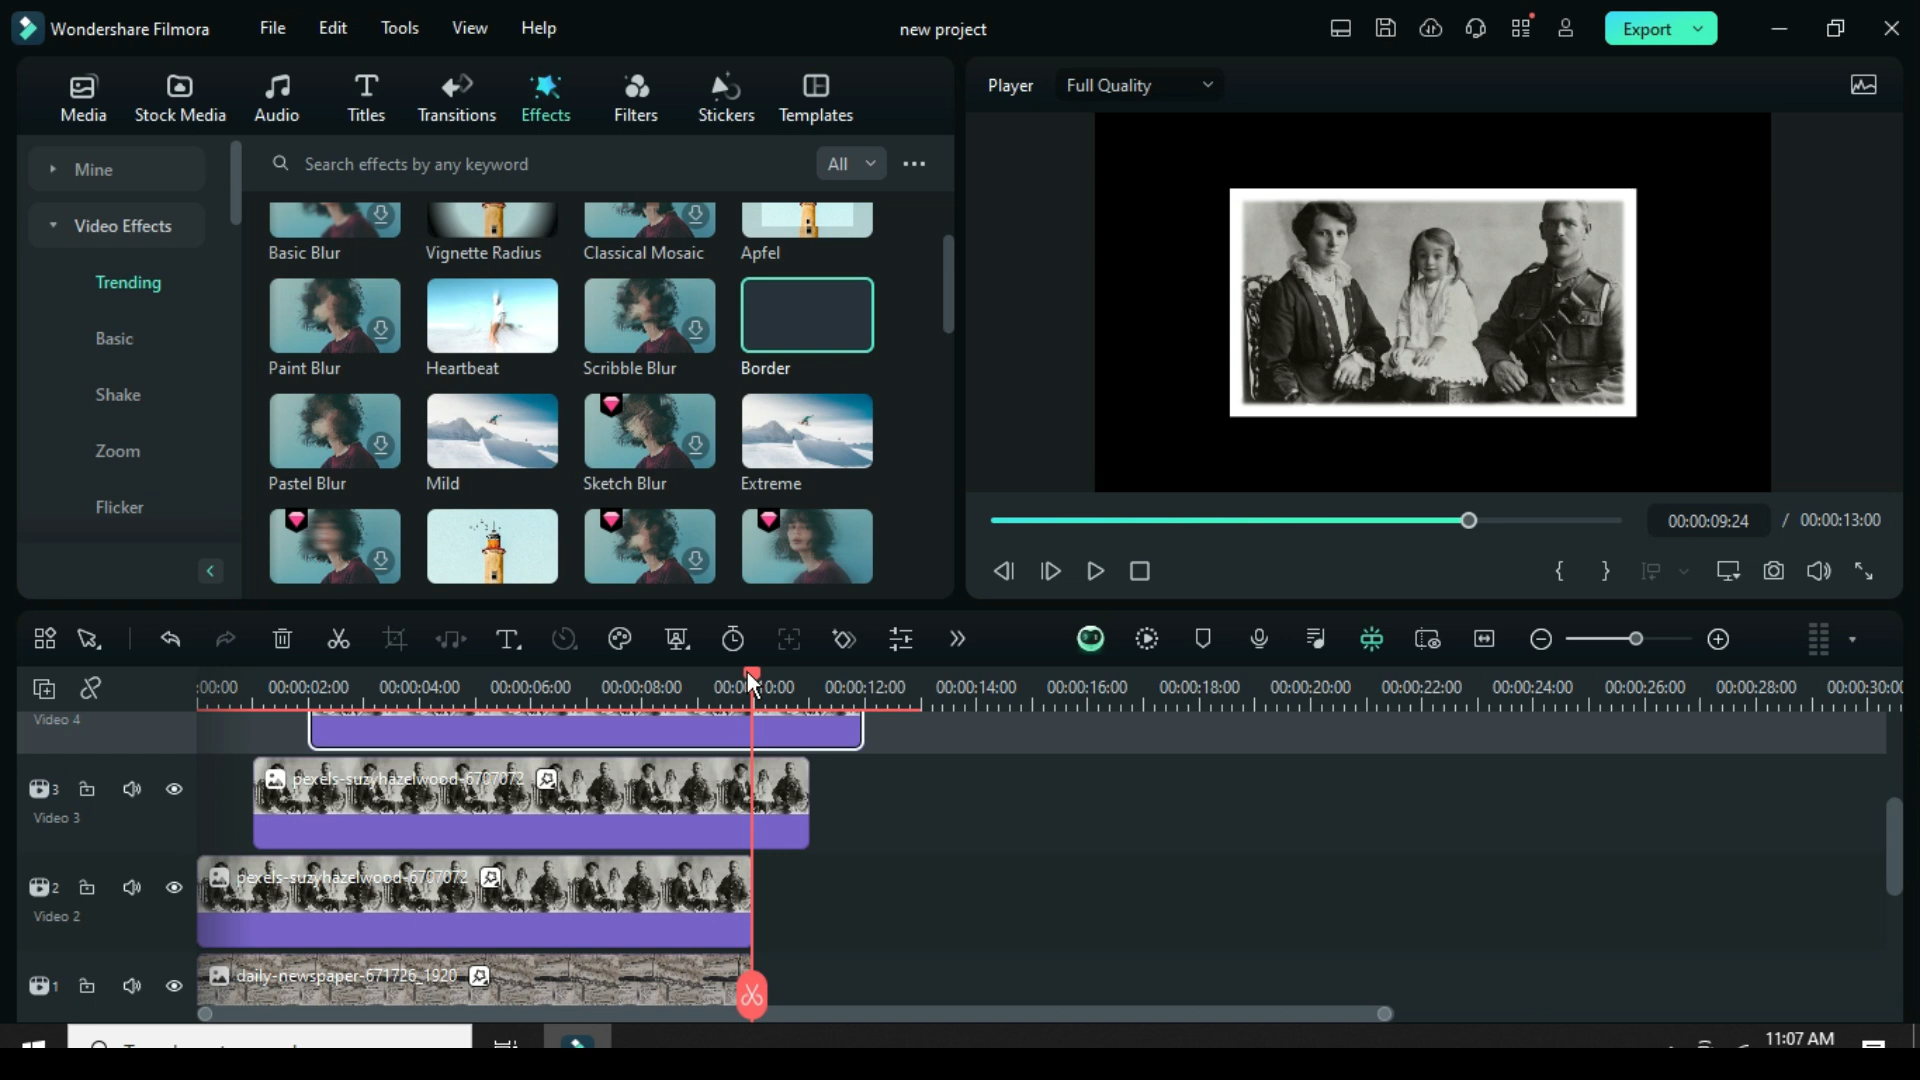 Wondershare Filmora
File
Edit
Tools
View
Help
new project
Export
Media
Stock Media
Audio
Titles
Transitions
Effects
Filters
Stickers
Templates
Player
Full Quality
Mine
Video Effects
Trending
Basic
Shake
Zoom
Flicker
Search effects by any keyword
All
Basic Blur
Vignette Radius
Classical Mosaic
Apfel
Paint Blur
Heartbeat
Scribble Blur
Border
Pastel Blur
Mild
Sketch Blur
Extreme
00:00:09:24 / 00:00:13:00
:00:00
00:00:02:00
00:00:04:00
00:00:06:00
00:00:08:00
00:00:12:00
00:00:14:00
00:00:16:00
00:00:18:00
00:00:20:00
00:00:22:00
00:00:24:00
00:00:26:00
00:00:28:00
00:00:30:00
Video 4
3
Video 3
pexels-suzyhazelwood-6707072
2
Video 2
pexels-suzyhazelwood-6707072
1
daily-newspaper-671726_1920
11:07 AM